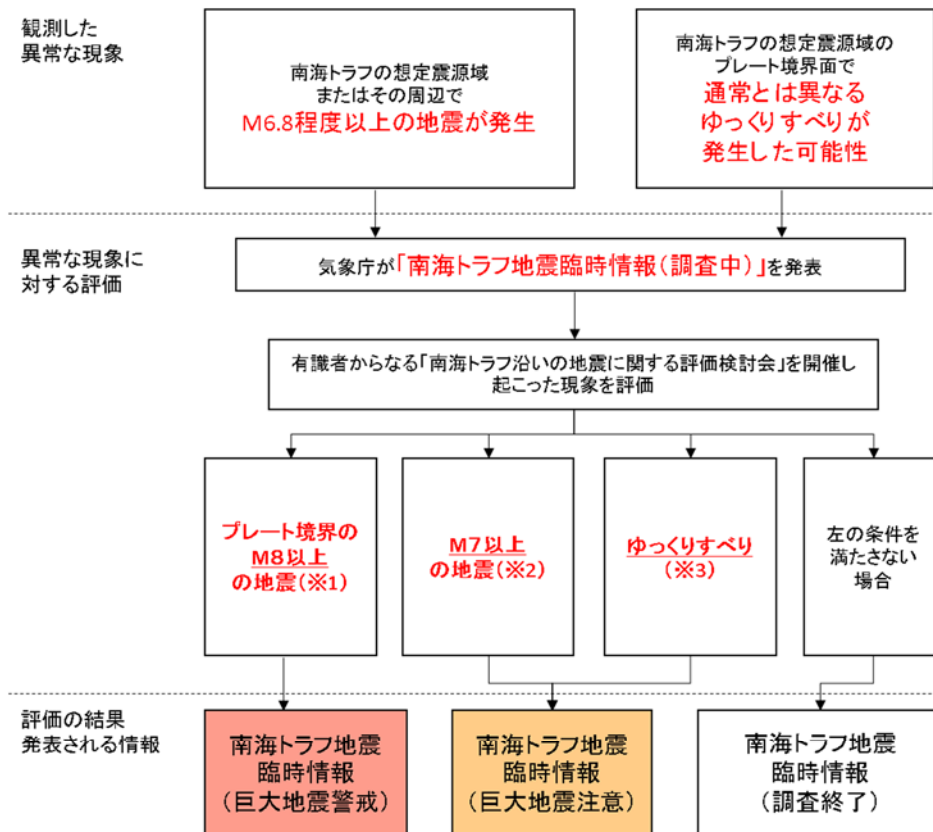 観測した
異常な現象
南海トラフの想定震源域
またはその周辺で
M6.8程度以上の地震が発生
南海トラフの想定震源域の
プレート境界面で
通常とは異なる
ゆっくりすべりが
発生した可能性
異常な現象に
対する評価
気象庁が「南海トラフ地震臨時情報(調査中)」を発表
有識者からなる「南海トラフ沿いの地震に関する評価検討会」を開催し
起こった現象を評価
プレート境界の
M8以上
の地震(※1)
M7以上
の地震(※2)
ゆっくりすべり
(※3)
左の条件を
満たさない
場合
評価の結果
発表される情報
南海トラフ地震
臨時情報
(巨大地震警戒)
南海トラフ地震
臨時情報
(巨大地震注意)
南海トラフ地震
臨時情報
(調査終了)